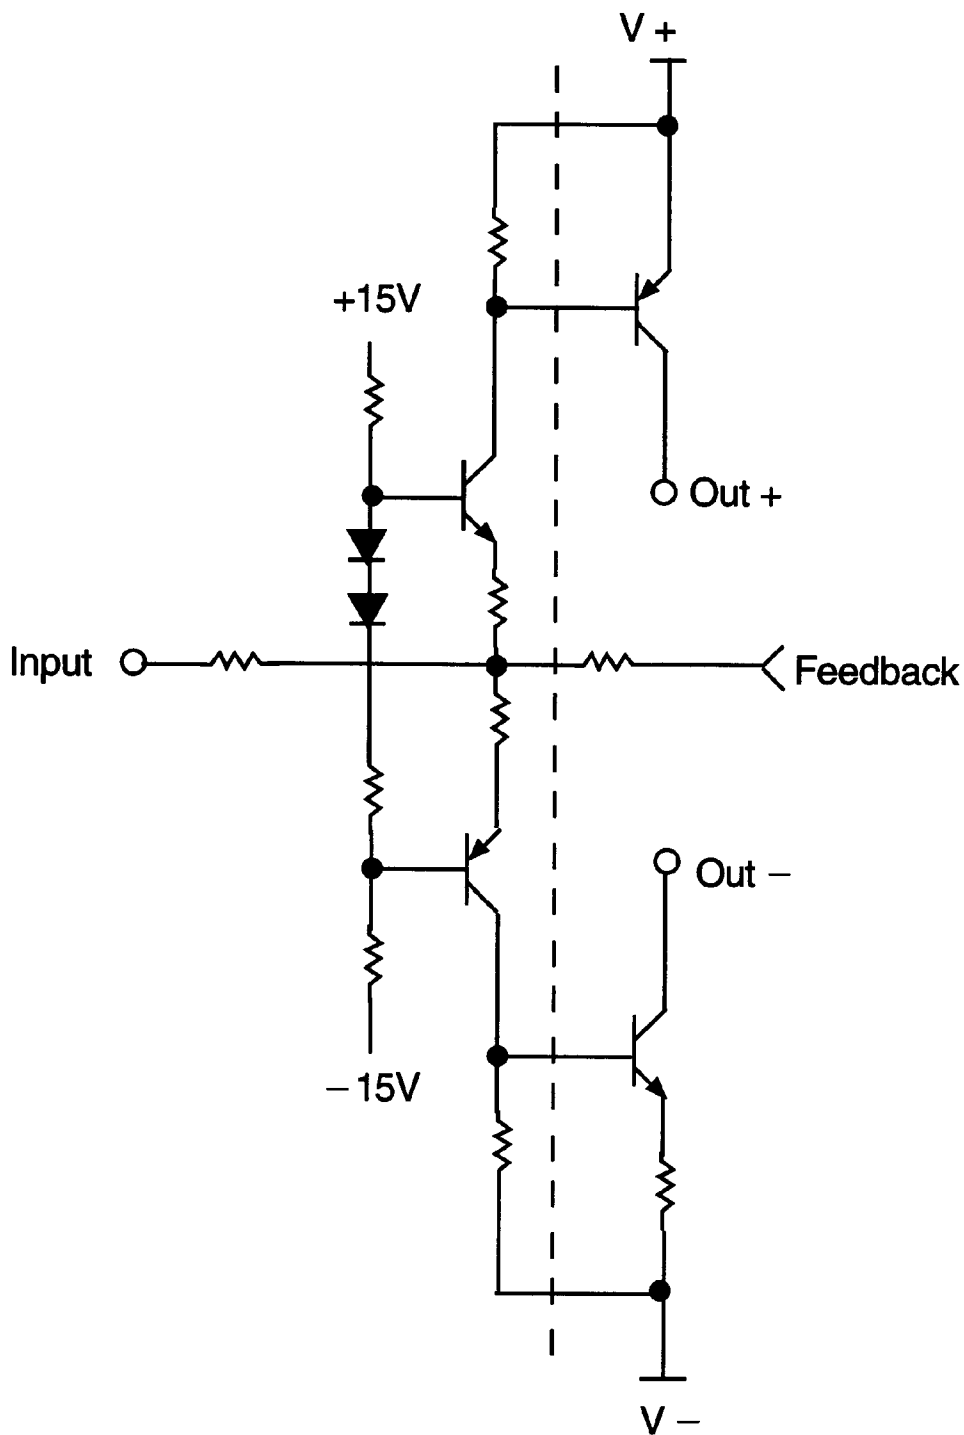 V +
+15V
Out +
Input
Feedback
Out −
− 15V
V −